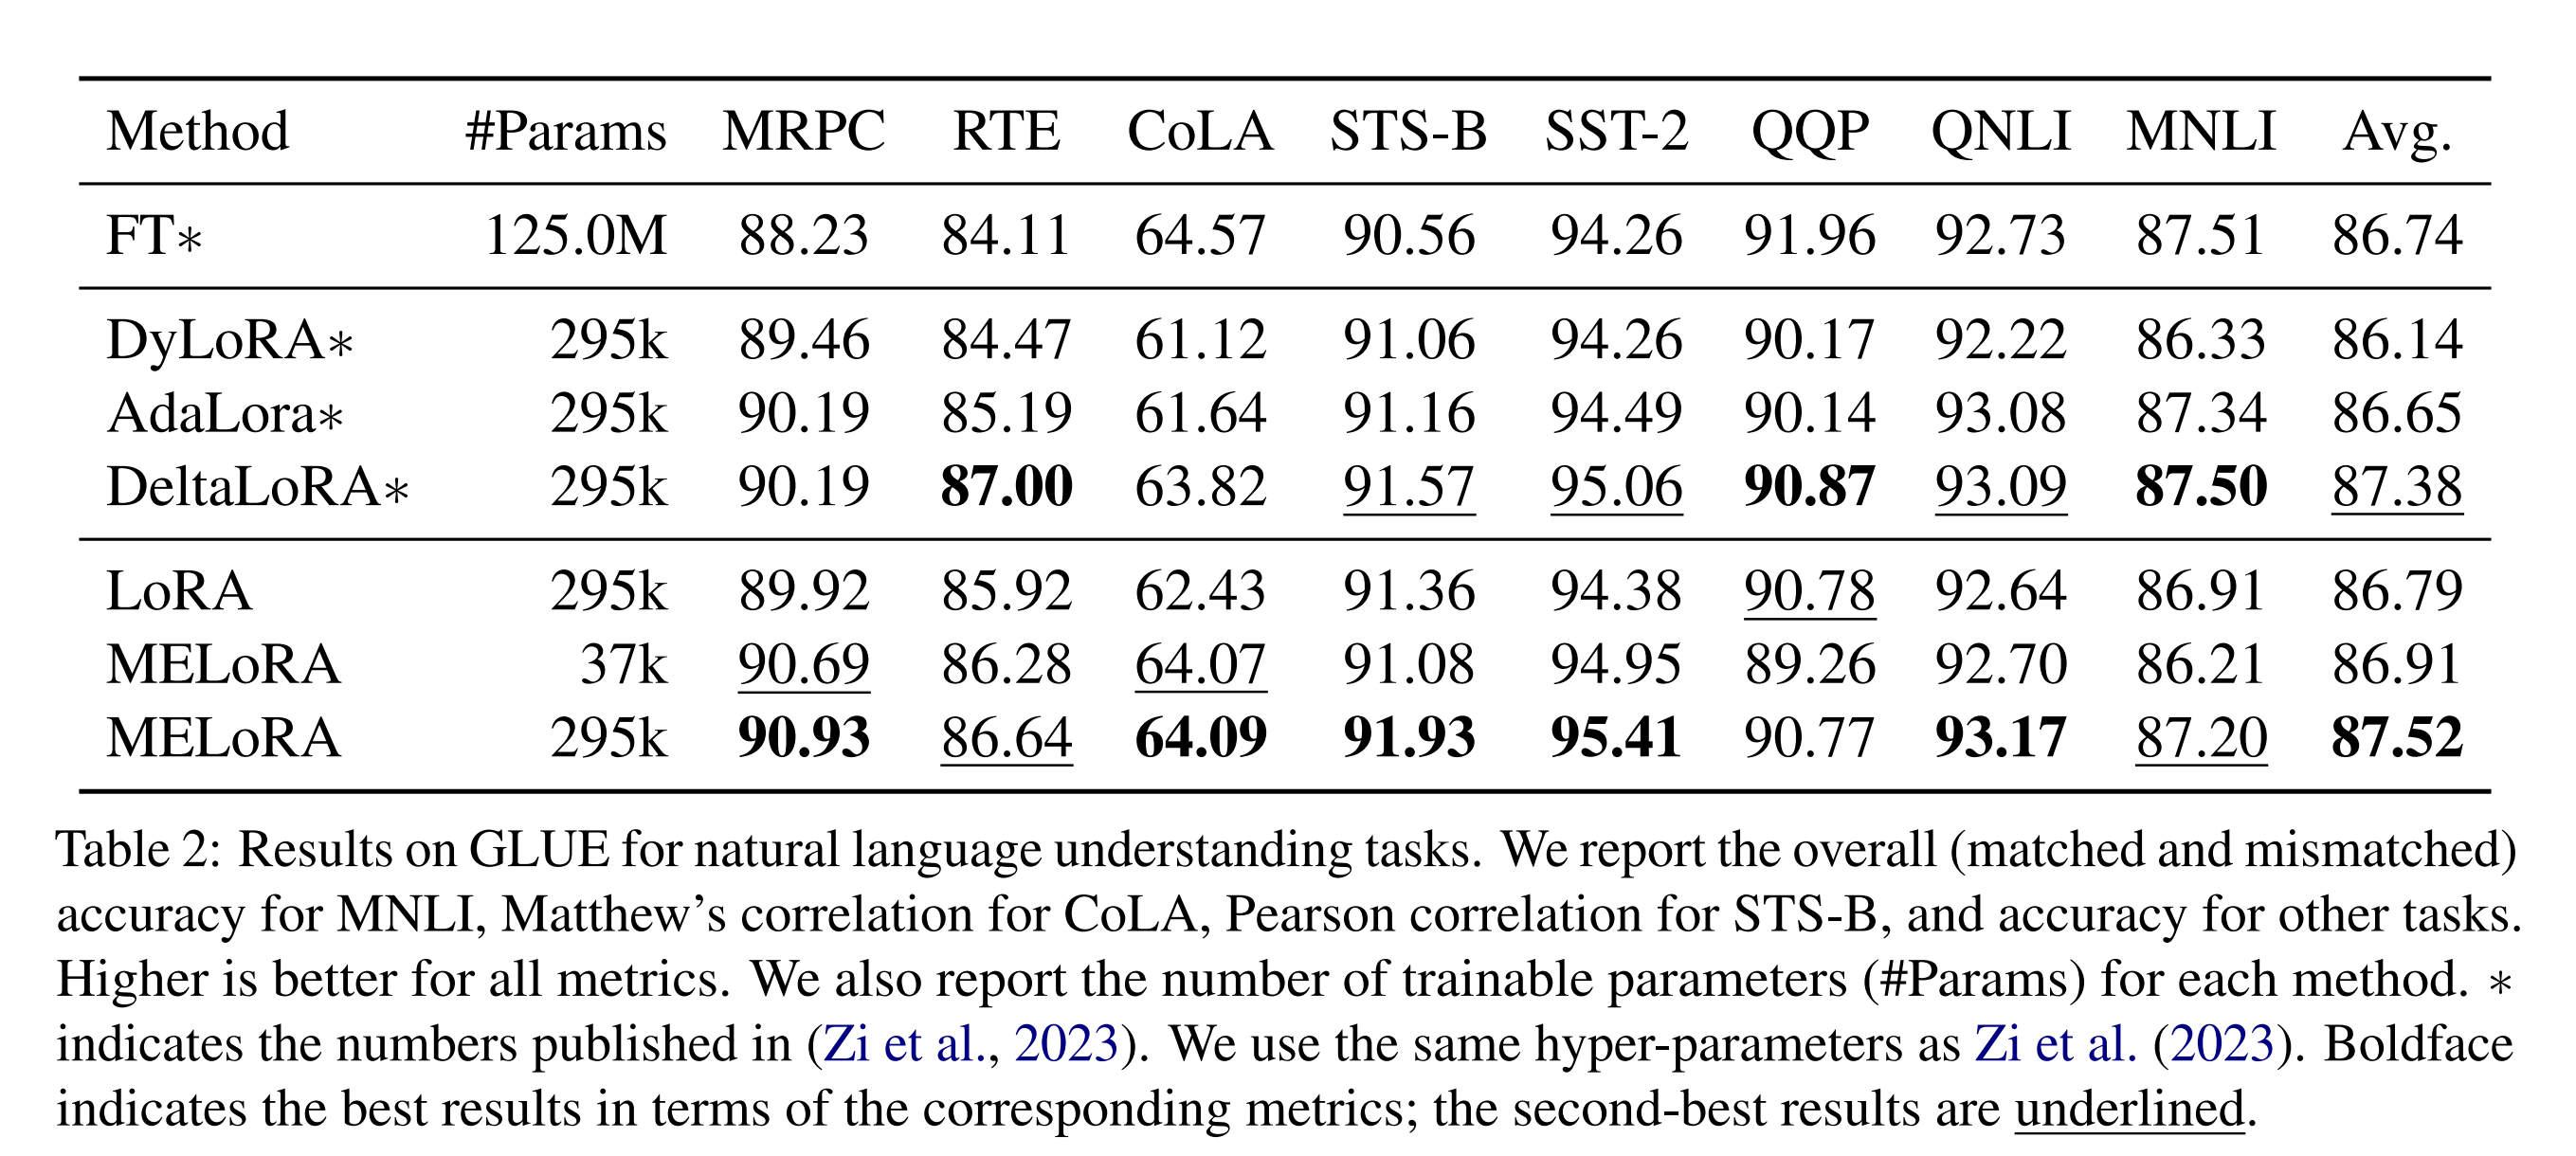 Method #Params MRPC RTE CoLA STS-B SST-2 QQP QNLI MNLI Avg.
FT∗ 125.0M 88.23 84.11 64.57 90.56 94.26 91.96 92.73 87.51 86.74
DyLoRA∗ 295k 89.46 84.47 61.12 91.06 94.26 90.17 92.22 86.33 86.14
AdaLora∗ 295k 90.19 85.19 61.64 91.16 94.49 90.14 93.08 87.34 86.65
DeltaLoRA∗ 295k 90.19 87.00 63.82 91.57 95.06 90.87 93.09 87.50 87.38
LoRA 295k 89.92 85.92 62.43 91.36 94.38 90.78 92.64 86.91 86.79
MELoRA 37k 90.69 86.28 64.07 91.08 94.95 89.26 92.70 86.21 86.91
MELoRA 295k 90.93 86.64 64.09 91.93 95.41 90.77 93.17 87.20 87.52
Table 2: Results on GLUE for natural language understanding tasks. We report the overall (matched and mismatched)
accuracy for MNLI, Matthew's correlation for CoLA, Pearson correlation for STS-B, and accuracy for other tasks.
Higher is better for all metrics. We also report the number of trainable parameters (#Params) for each method. ∗
indicates the numbers published in (Zi et al., 2023). We use the same hyper-parameters as Zi et al. (2023). Boldface
indicates the best results in terms of the corresponding metrics; the second-best results are underlined.